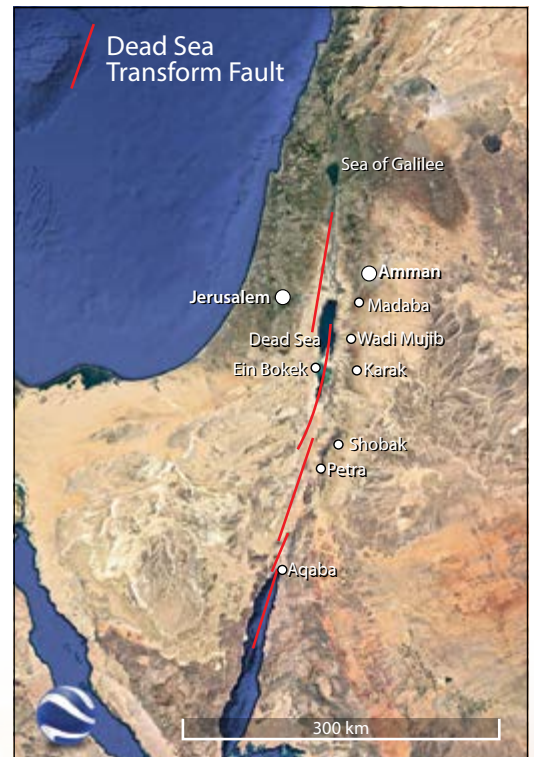 Dead Sea
Transform Fault
Sea of Galilee
Amman
Jerusalem
Madaba
Dead Sea
Wadi Mujib
Ein Bokek
Karak
Shobak
Petra
Aqaba
300 km